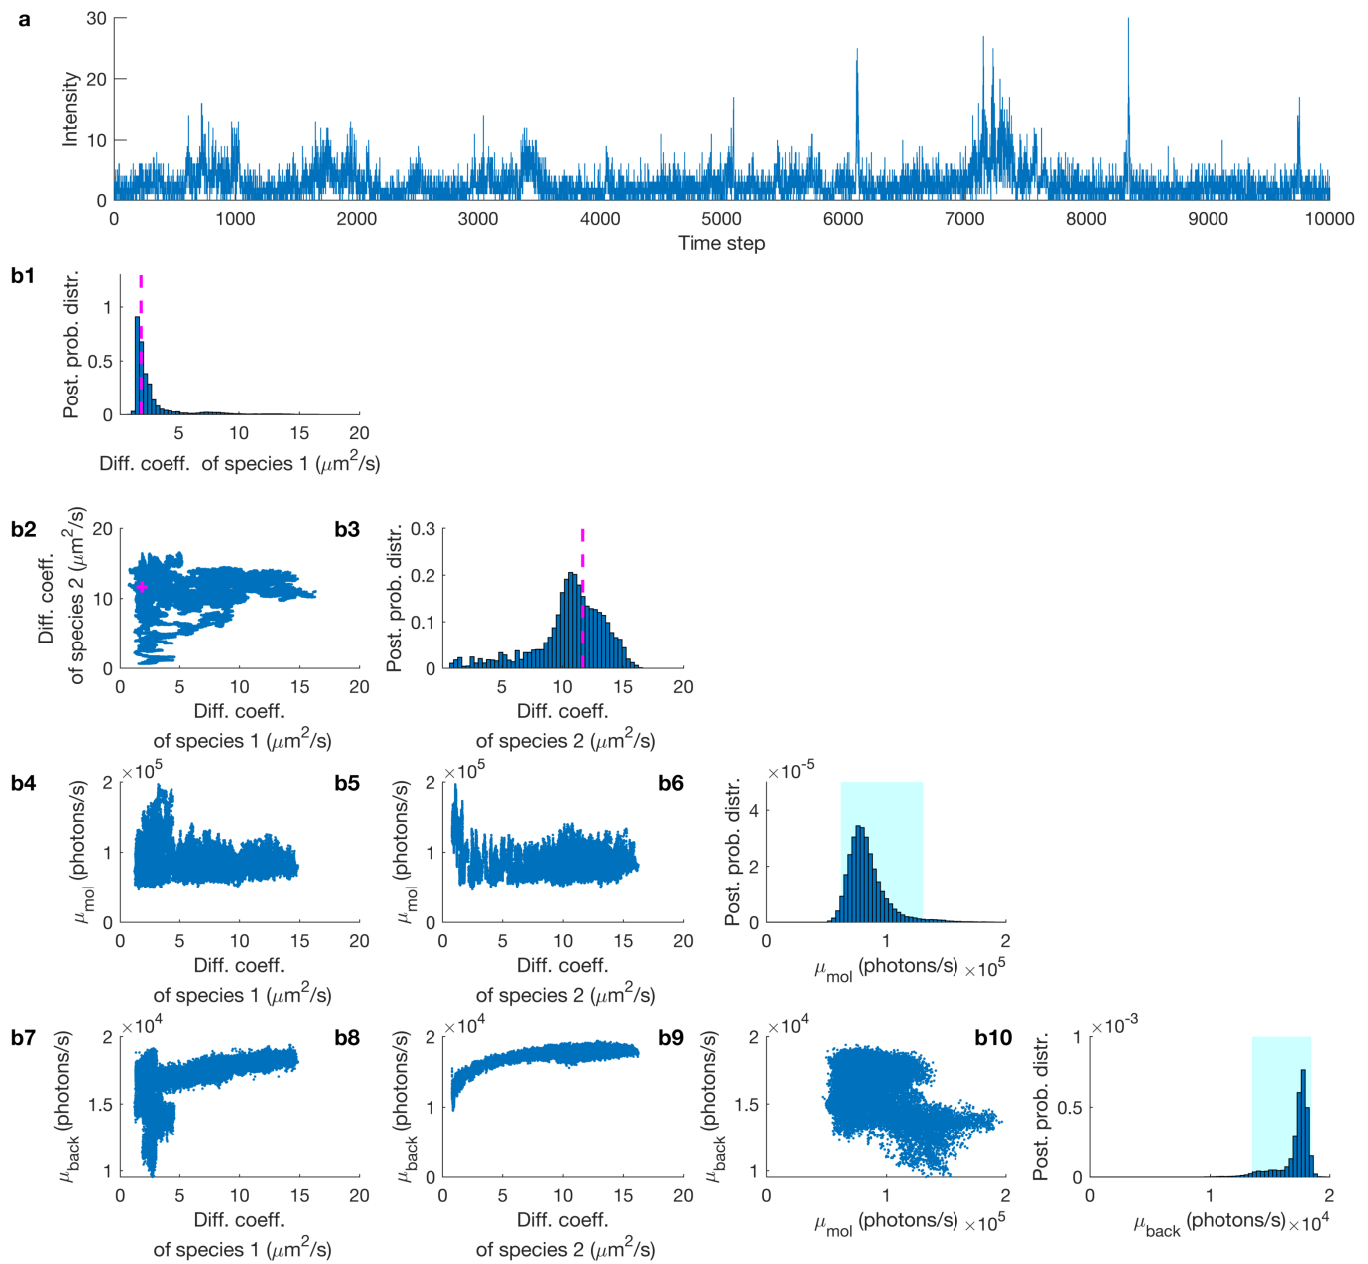 a
30
20
10
0
Intensity
0
1000
2000
3000
4000
5000
6000
7000
8000
9000
10000
Time step
b1
Post. prob. distr.
1
0.5
0
5
10
15
20
Diff. coeff. of species 1 (μm²/s)
b2
Diff. coeff.
of species 2 (μm²/s)
20
10
0
0
5
10
15
20
Diff. coeff.
of species 1 (μm²/s)
b3
Post. prob. distr.
0.3
0.2
0.1
0
5
10
15
20
Diff. coeff.
of species 2 (μm²/s)
b4
μmol (photons/s)
×10⁵
2
1
0
0
5
10
15
20
Diff. coeff.
of species 1 (μm²/s)
b5
μmol (photons/s)
×10⁵
2
1
0
0
5
10
15
20
Diff. coeff.
of species 2 (μm²/s)
b6
Post. prob. distr.
×10⁻⁵
4
2
0
0
1
2
μmol (photons/s) ×10⁵
b7
μback (photons/s)
×10⁴
2
1.5
1
0
5
10
15
20
Diff. coeff.
of species 1 (μm²/s)
b8
μback (photons/s)
×10⁴
2
1
0
0
5
10
15
20
Diff. coeff.
of species 2 (μm²/s)
b9
μback (photons/s)
×10⁴
2
1.5
1
0
1
2
μmol (photons/s) ×10⁵
b10
Post. prob. distr.
×10⁻³
1
0.5
0
0
1
2
μback (photons/s) ×10⁴